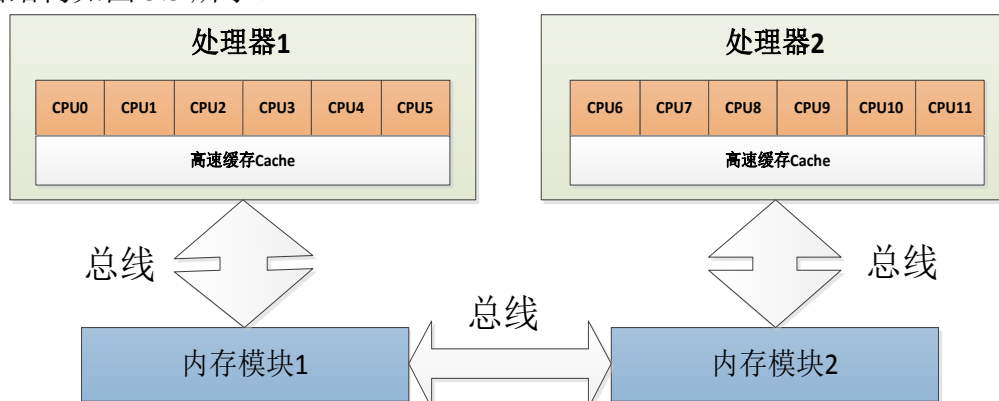 处理器1 处理器2
CPU0 CPU1 CPU2 CPU3 CPU4 CPU5 CPU6 CPU7 CPU8 CPU9 CPU10 CPU11
高速缓存Cache 高速缓存Cache
总线 总线
总线
内存模块1 内存模块2